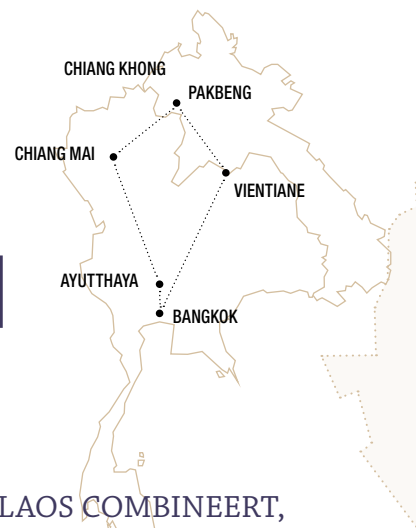 CHIANG KHONG
PAKBENG
CHIANG MAI
VIENTIANE
AYUTTHAYA
BANGKOK
LAOS COMBINEERT,